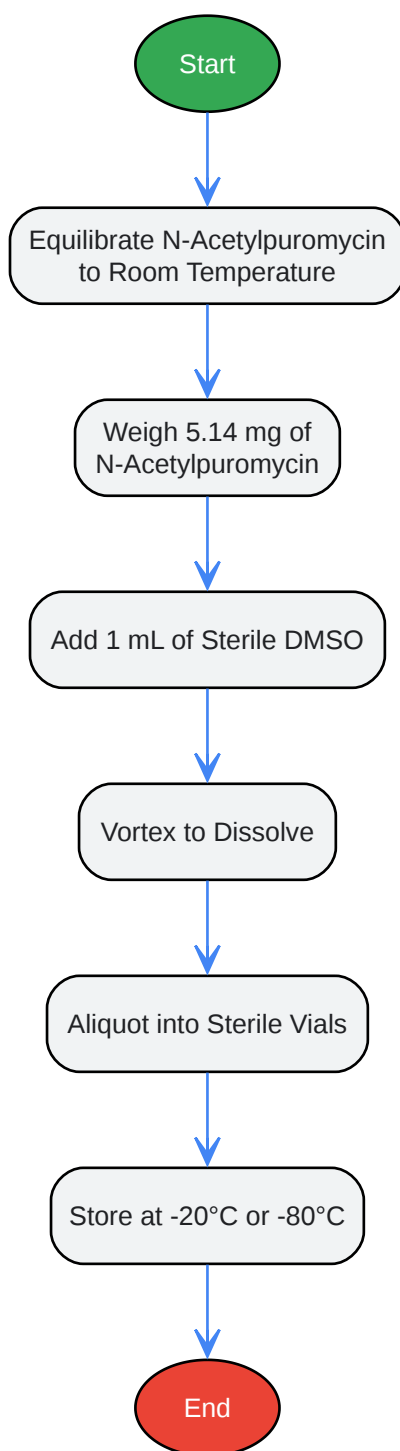 Start
Equilibrate N-Acetylpuromycin
to Room Temperature
Weigh 5.14 mg of
N-Acetylpuromycin
Add 1 mL of Sterile DMSO
Vortex to Dissolve
Aliquot into Sterile Vials
Store at -20°C or -80°C
End